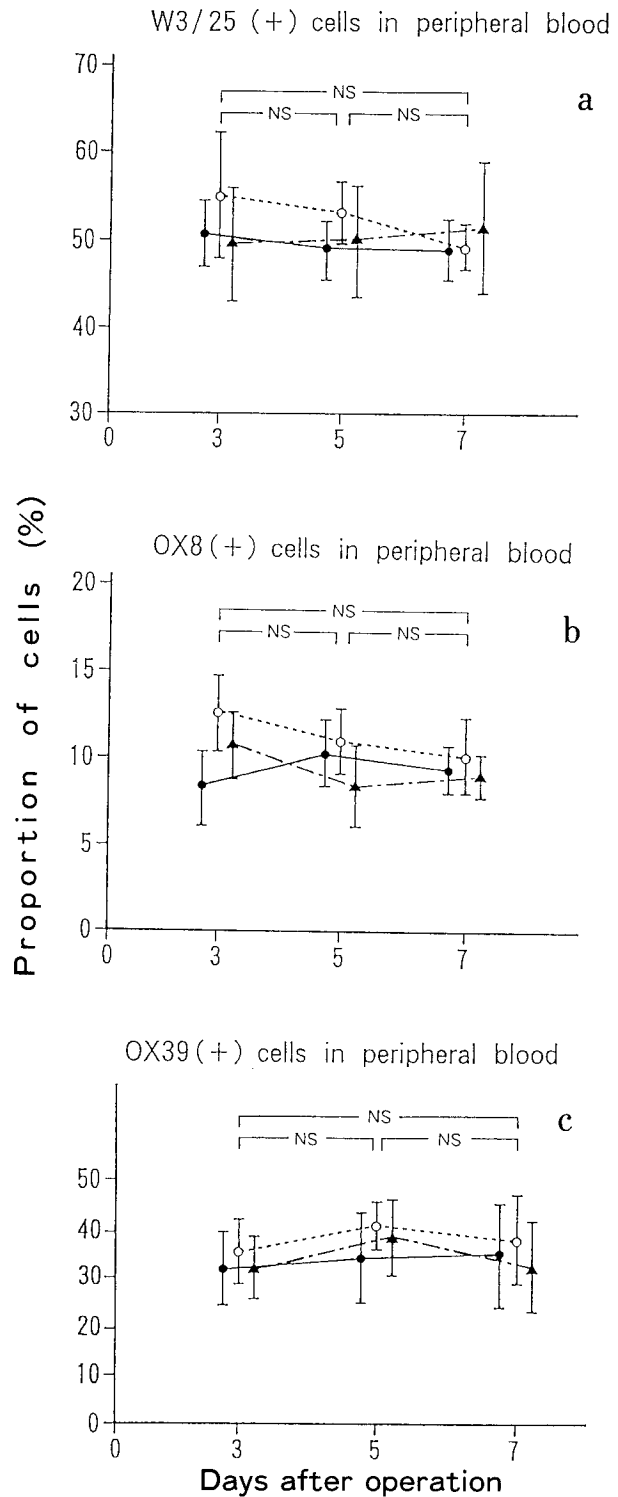 W3/25 (+) cells in peripheral blood
a
70
60
50
40
30
NS
NS NS
0 3 5 7
Proportion of cells (%)
OX8 (+) cells in peripheral blood
b
20
15
10
5
0
NS
NS NS
0 3 5 7
OX39 (+) cells in peripheral blood
c
50
40
30
20
10
0
NS
NS NS
0 3 5 7
Days after operation